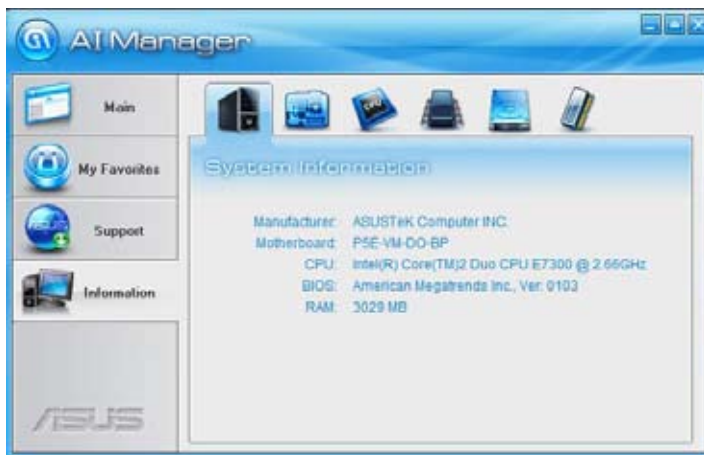 AI Manager
Main
My Favorites
Support
Information
ASUS
CPU
System Information
Manufacturer: ASUSTeK Computer INC.
Motherboard: P5E-VM-DO-BP
CPU: Intel(R) Core(TM)2 Duo CPU E7300 @ 2.66GHz
BIOS: American Megatrends Inc., Ver: 0103
RAM: 3029 MB